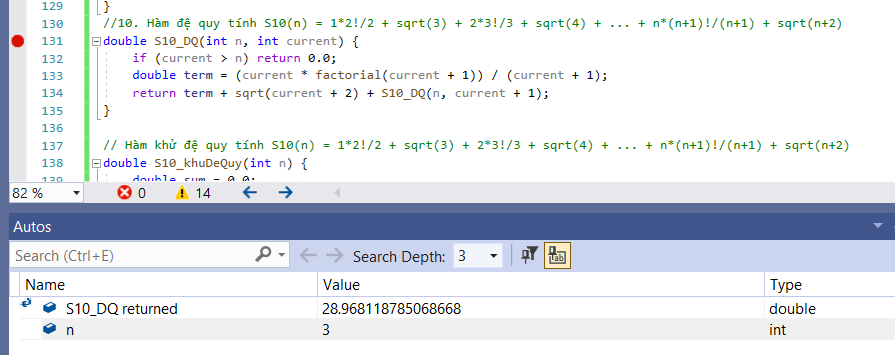 129 }
130 //10. Hàm đệ quy tính S10(n) = 1*2!/2 + sqrt(3) + 2*3!/3 + sqrt(4) + ... + n*(n+1)!/(n+1) + sqrt(n+2)
131 double S10_DQ(int n, int current) {
132 if (current > n) return 0.0;
133 double term = (current * factorial(current + 1)) / (current + 1);
134 return term + sqrt(current + 2) + S10_DQ(n, current + 1);
135 }
136
137 // Hàm khử đệ quy tính S10(n) = 1*2!/2 + sqrt(3) + 2*3!/3 + sqrt(4) + ... + n*(n+1)!/(n+1) + sqrt(n+2)
138 double S10_khuDeQuy(int n) {
139 double sum = 0.0;
82 % 0 14
Autos
Search (Ctrl+E) Search Depth: 3
Name Value Type
S10_DQ returned 28.968118785068668 double
n 3 int